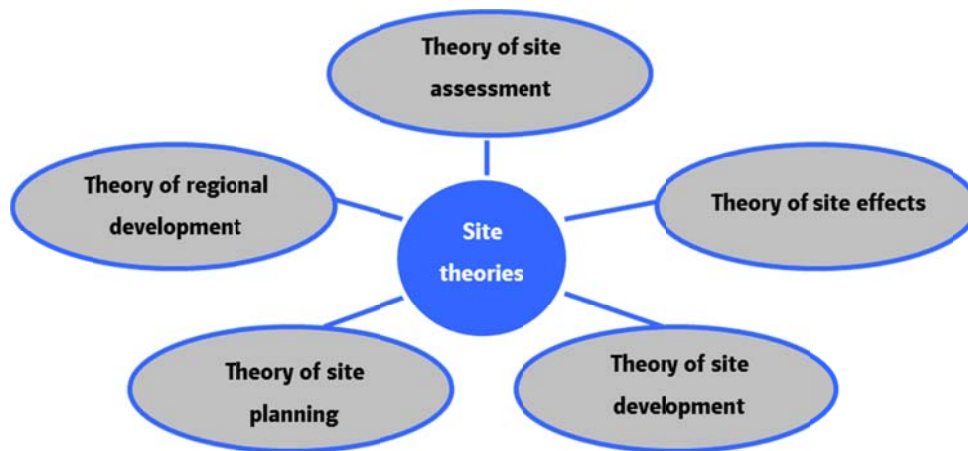 Theory of site
assessment
Theory of regional
development
Theory of site effects
Site
theories
Theory of site
planning
Theory of site
development